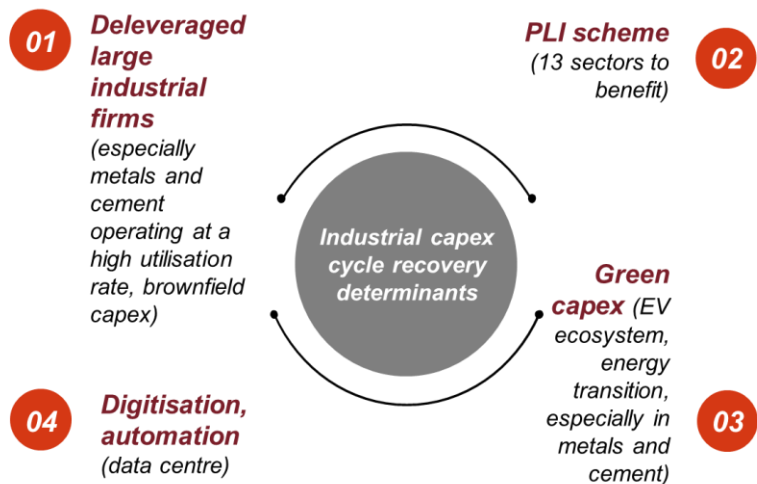 01
Deleveraged
large
industrial
firms
(especially
metals and
cement
operating at a
high utilisation
rate, brownfield
capex)
PLI scheme
(13 sectors to
benefit)
02
Industrial capex
cycle recovery
determinants
Green
capex (EV
ecosystem,
energy
transition,
especially in
metals and
cement)
03
04
Digitisation,
automation
(data centre)